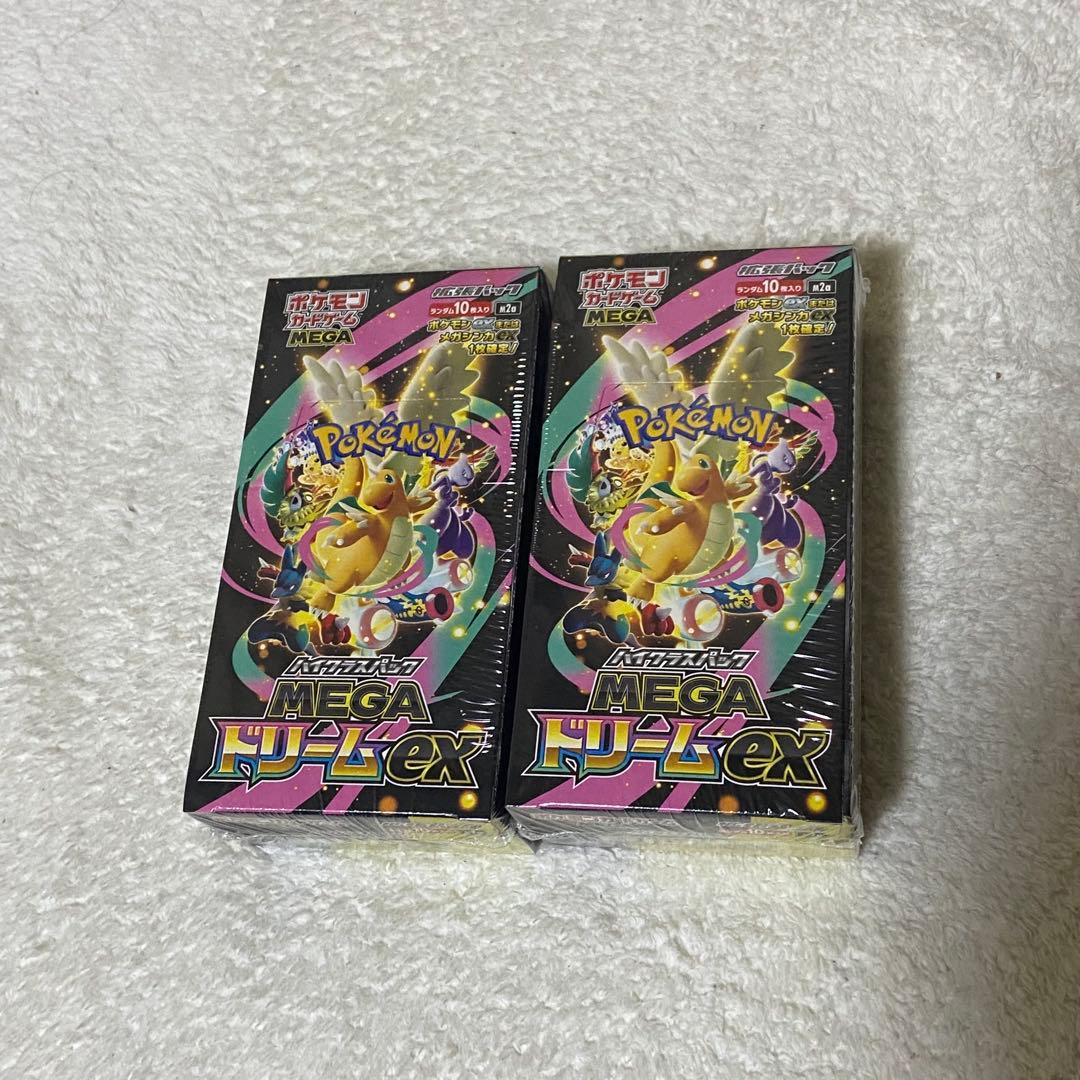 ポケモン
カードゲーム
MEGA
拡張パック
ランダム10枚入り M2a
ポケモンexまたは
メガシンカex
1枚確定!
Pokémon
ハイクラスパック
MEGA
ドリームex
ポケモン
カードゲーム
MEGA
拡張パック
ランダム10枚入り M2a
ポケモンexまたは
メガシンカex
1枚確定!
Pokémon
ハイクラスパック
MEGA
ドリームex